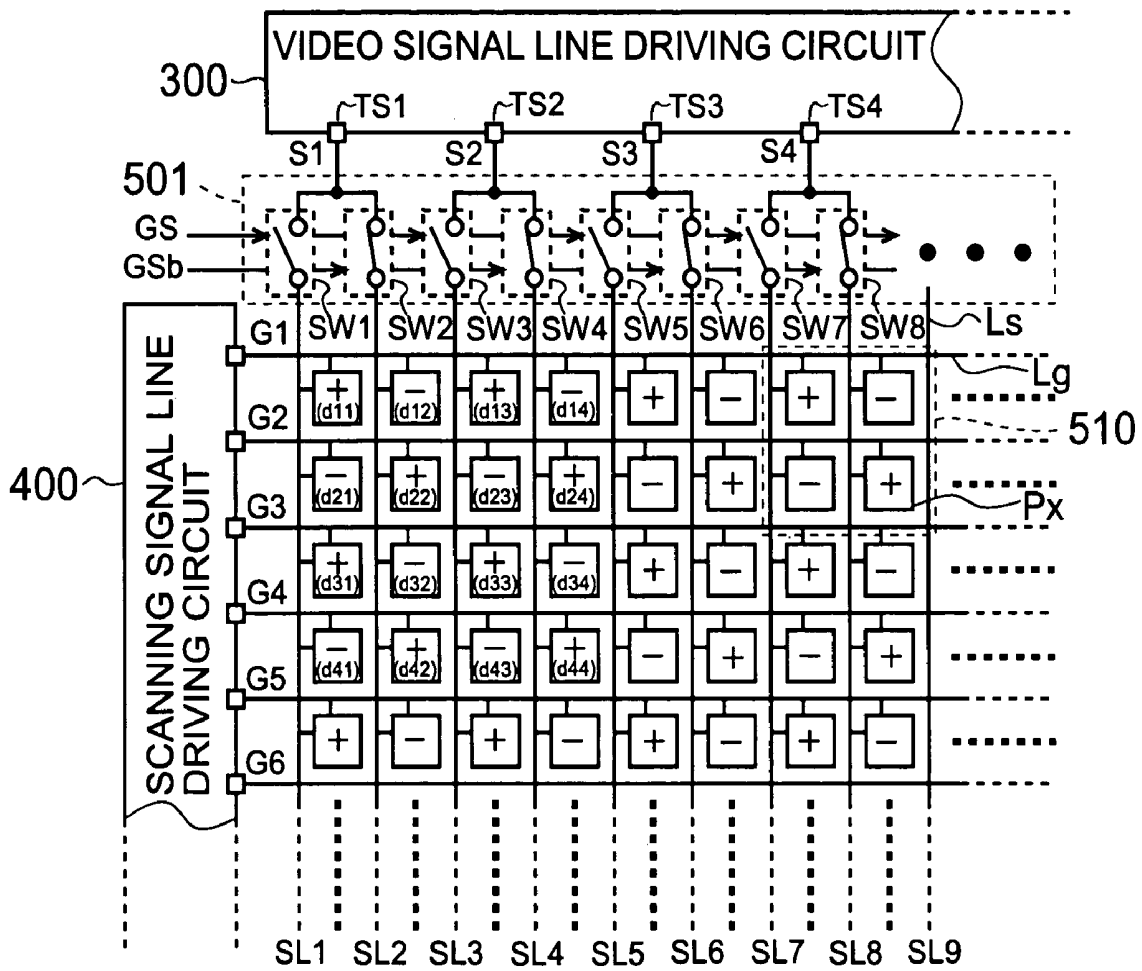 VIDEO SIGNAL LINE DRIVING CIRCUIT
300
TS1 TS2 TS3 TS4
S1 S2 S3 S4
501
GS
GSb
SW1 SW2 SW3 SW4 SW5 SW6 SW7 SW8 Ls
G1
Lg
+ − + − + − + −
(d11) (d12) (d13) (d14)
G2
510
− + − + − + − +
(d21) (d22) (d23) (d24)
400
G3
Px
+ − + − + − + −
(d31) (d32) (d33) (d34)
G4
− + − + − + − +
(d41) (d42) (d43) (d44)
G5
+ − + − + − + −
G6
SCANNING SIGNAL LINE
DRIVING CIRCUIT
SL1 SL2 SL3 SL4 SL5 SL6 SL7 SL8 SL9